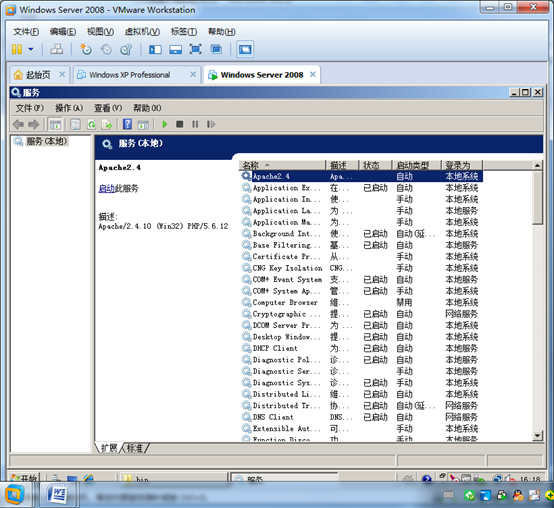 Windows Server 2008 - VMware Workstation
文件(F) 编辑(E) 查看(V) 虚拟机(V) 标签(T) 帮助(H)
起始页 Windows XP Professional Windows Server 2008
服务
文件(F) 操作(A) 查看(V) 帮助(H)
服务(本地) 服务(本地)
Apache2.4
启动此服务
描述:
Apache/2.4.10 (Win32) PHP/5.6.12
名称 描述 状态 启动类型 登录为
Apache2.4 Apa... 自动 本地系统
Application Ex... 在... 已启动 自动 本地系统
Application In... 使... 手动 本地系统
Application La... 为... 手动 本地服务
Application Ma... 为... 手动 本地系统
Background Int... 使... 已启动 自动(延... 本地系统
Base Filtering... 基... 已启动 自动 本地服务
Certificate Pr... 从... 手动 本地系统
CNG Key Isolation CNG... 手动 本地系统
COM+ Event System 支... 已启动 自动 本地服务
COM+ System Ap... 管... 已启动 手动 本地系统
Computer Browser 维... 禁用 本地系统
Cryptographic ... 提... 已启动 自动 网络服务
DCOM Server Pr... 为... 已启动 自动 本地系统
Desktop Window... 提... 已启动 自动 本地系统
DHCP Client 为... 已启动 自动 本地服务
Diagnostic Pol... 诊... 已启动 自动 本地服务
Diagnostic Ser... 诊... 手动 本地服务
Diagnostic Sys... 诊... 已启动 手动 本地系统
Distributed Li... 维... 已启动 自动 本地系统
Distributed Tr... 协... 已启动 自动(延... 网络服务
DNS Client DNS... 已启动 自动 网络服务
Extensible Aut... 可... 手动 本地系统
Function Disco... 功... 手动 本地服务
扩展 标准
开始 bin 服务 16:18